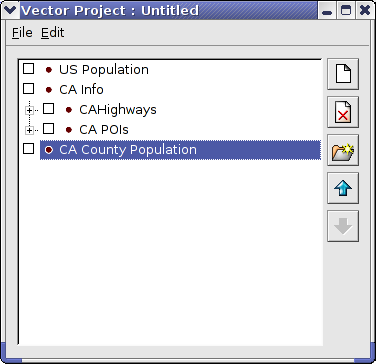 Vector Project : Untitled
File Edit
US Population
CA Info
CAHighways
CA POIs
CA County Population